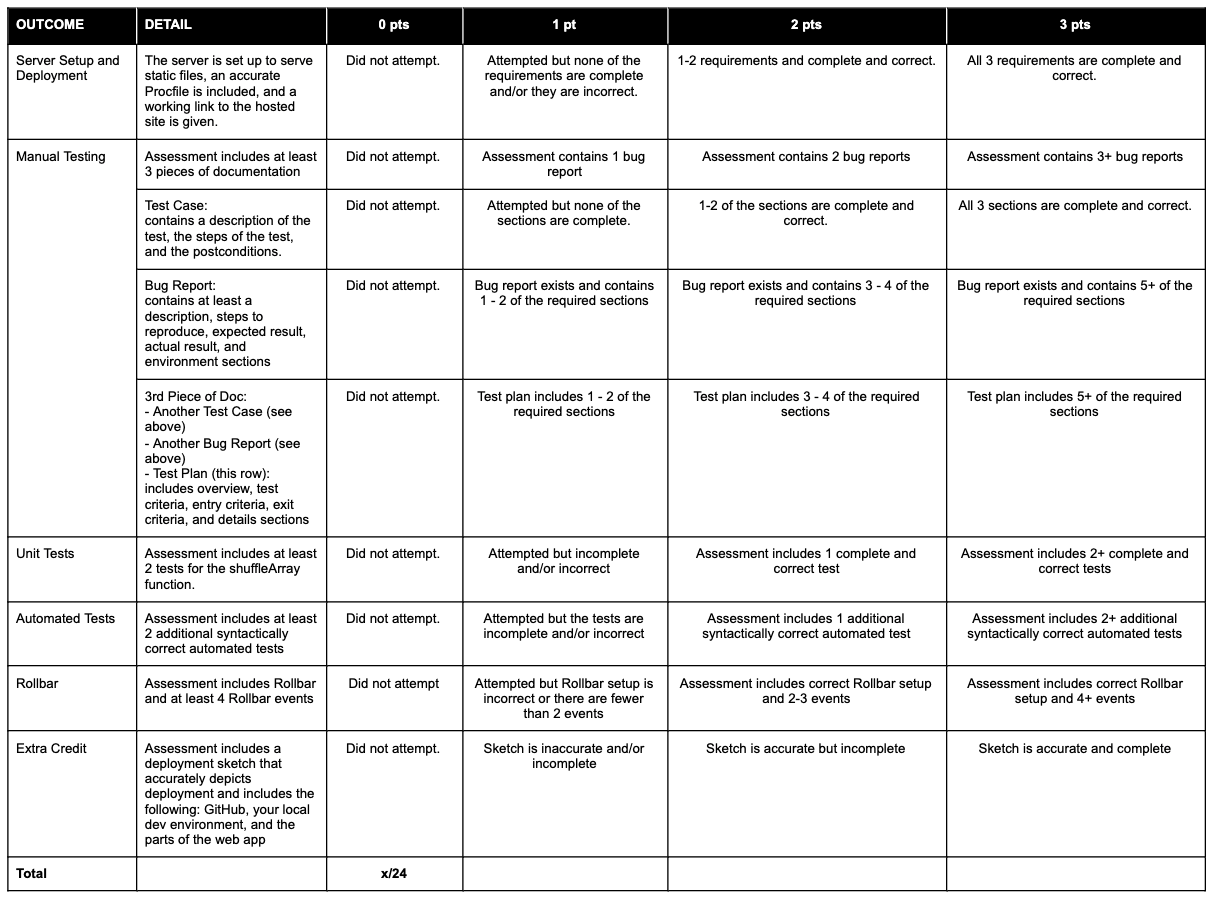 OUTCOME
DETAIL
0 pts
1 pt
2 pts
3 pts
Server Setup and
Deployment
The server is set up to serve
static files, an accurate
Procfile is included, and a
working link to the hosted
site is given.
Did not attempt.
Attempted but none of the
requirements are complete
and/or they are incorrect.
1-2 requirements and complete and correct.
All 3 requirements are complete and
correct.
Manual Testing
Assessment includes at least
3 pieces of documentation
Did not attempt.
Assessment contains 1 bug
report
Assessment contains 2 bug reports
Assessment contains 3+ bug reports
Test Case:
contains a description of the
test, the steps of the test,
and the postconditions.
Did not attempt.
Attempted but none of the
sections are complete.
1-2 of the sections are complete and
correct.
All 3 sections are complete and correct.
Bug Report:
contains at least a
description, steps to
reproduce, expected result,
actual result, and
environment sections
Did not attempt.
Bug report exists and contains
1 - 2 of the required sections
Bug report exists and contains 3 - 4 of the
required sections
Bug report exists and contains 5+ of the
required sections
3rd Piece of Doc:
- Another Test Case (see
above)
- Another Bug Report (see
above)
- Test Plan (this row):
includes overview, test
criteria, entry criteria, exit
criteria, and details sections
Did not attempt.
Test plan includes 1 - 2 of the
required sections
Test plan includes 3 - 4 of the required
sections
Test plan includes 5+ of the required
sections
Unit Tests
Assessment includes at least
2 tests for the shuffleArray
function.
Did not attempt.
Attempted but incomplete
and/or incorrect
Assessment includes 1 complete and
correct test
Assessment includes 2+ complete and
correct tests
Automated Tests
Assessment includes at least
2 additional syntactically
correct automated tests
Did not attempt.
Attempted but the tests are
incomplete and/or incorrect
Assessment includes 1 additional
syntactically correct automated test
Assessment includes 2+ additional
syntactically correct automated tests
Rollbar
Assessment includes Rollbar
and at least 4 Rollbar events
Did not attempt
Attempted but Rollbar setup is
incorrect or there are fewer
than 2 events
Assessment includes correct Rollbar setup
and 2-3 events
Assessment includes correct Rollbar
setup and 4+ events
Extra Credit
Assessment includes a
deployment sketch that
accurately depicts
deployment and includes the
following: GitHub, your local
dev environment, and the
parts of the web app
Did not attempt.
Sketch is inaccurate and/or
incomplete
Sketch is accurate but incomplete
Sketch is accurate and complete
Total
x/24